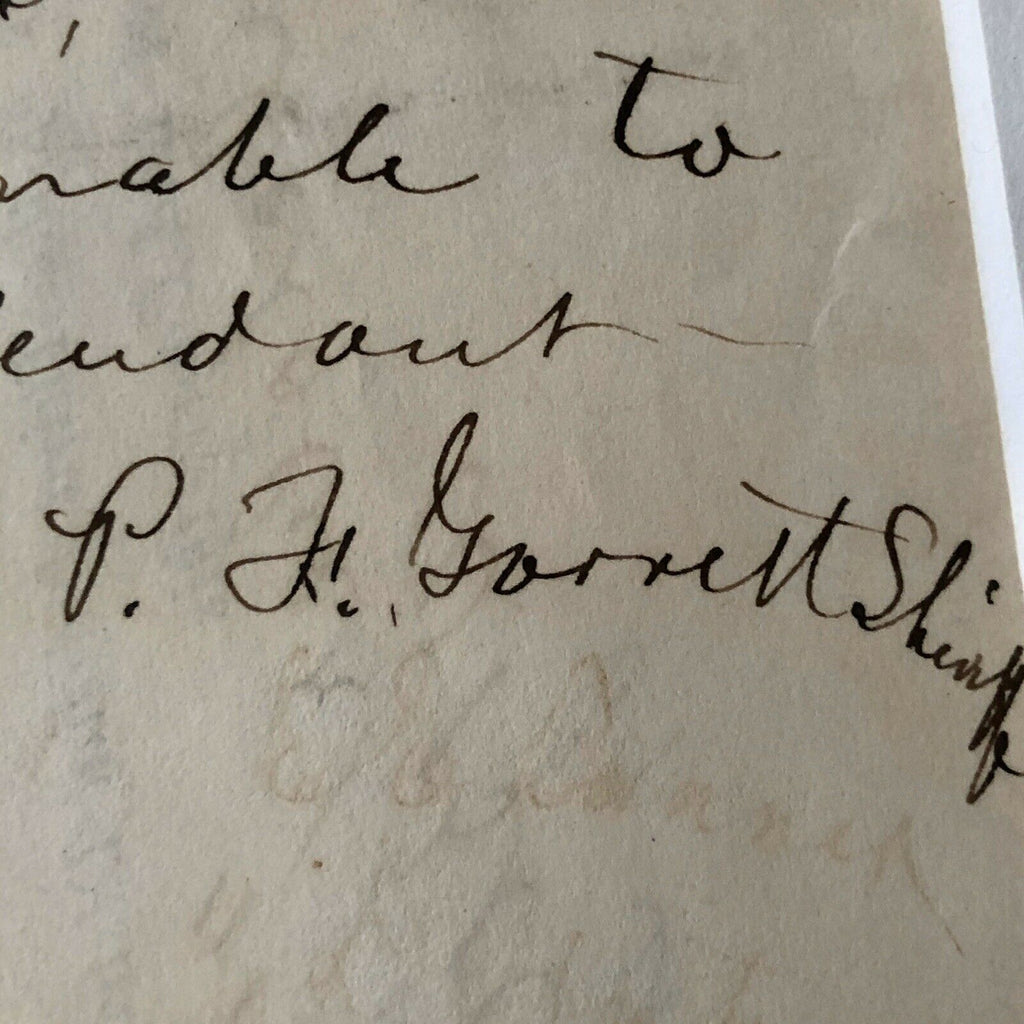 nable to
endant —
P. F. Garrett Sheriff